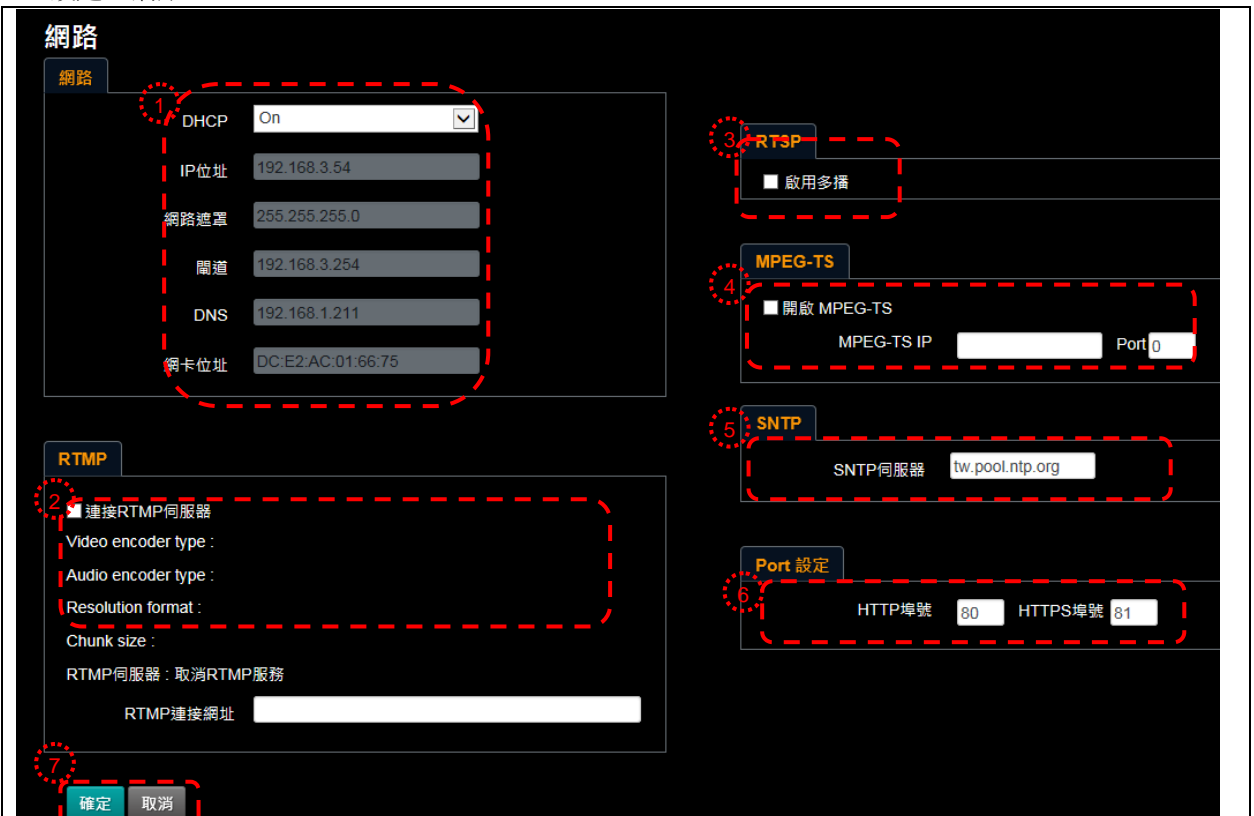 網路
網路
1
DHCP On
IP位址 192.168.3.54
網路遮罩 255.255.255.0
閘道 192.168.3.254
DNS 192.168.1.211
網卡位址 DC:E2:AC:01:66:75
RTMP
2
連接RTMP伺服器
Video encoder type :
Audio encoder type :
Resolution format :
Chunk size :
RTMP伺服器 : 取消RTMP服務
RTMP連接網址
7
確定 取消
3
RTSP
啟用多播
MPEG-TS
4
開啟 MPEG-TS
MPEG-TS IP Port 0
5
SNTP
SNTP伺服器 tw.pool.ntp.org
Port 設定
6
HTTP埠號 80 HTTPS埠號 81